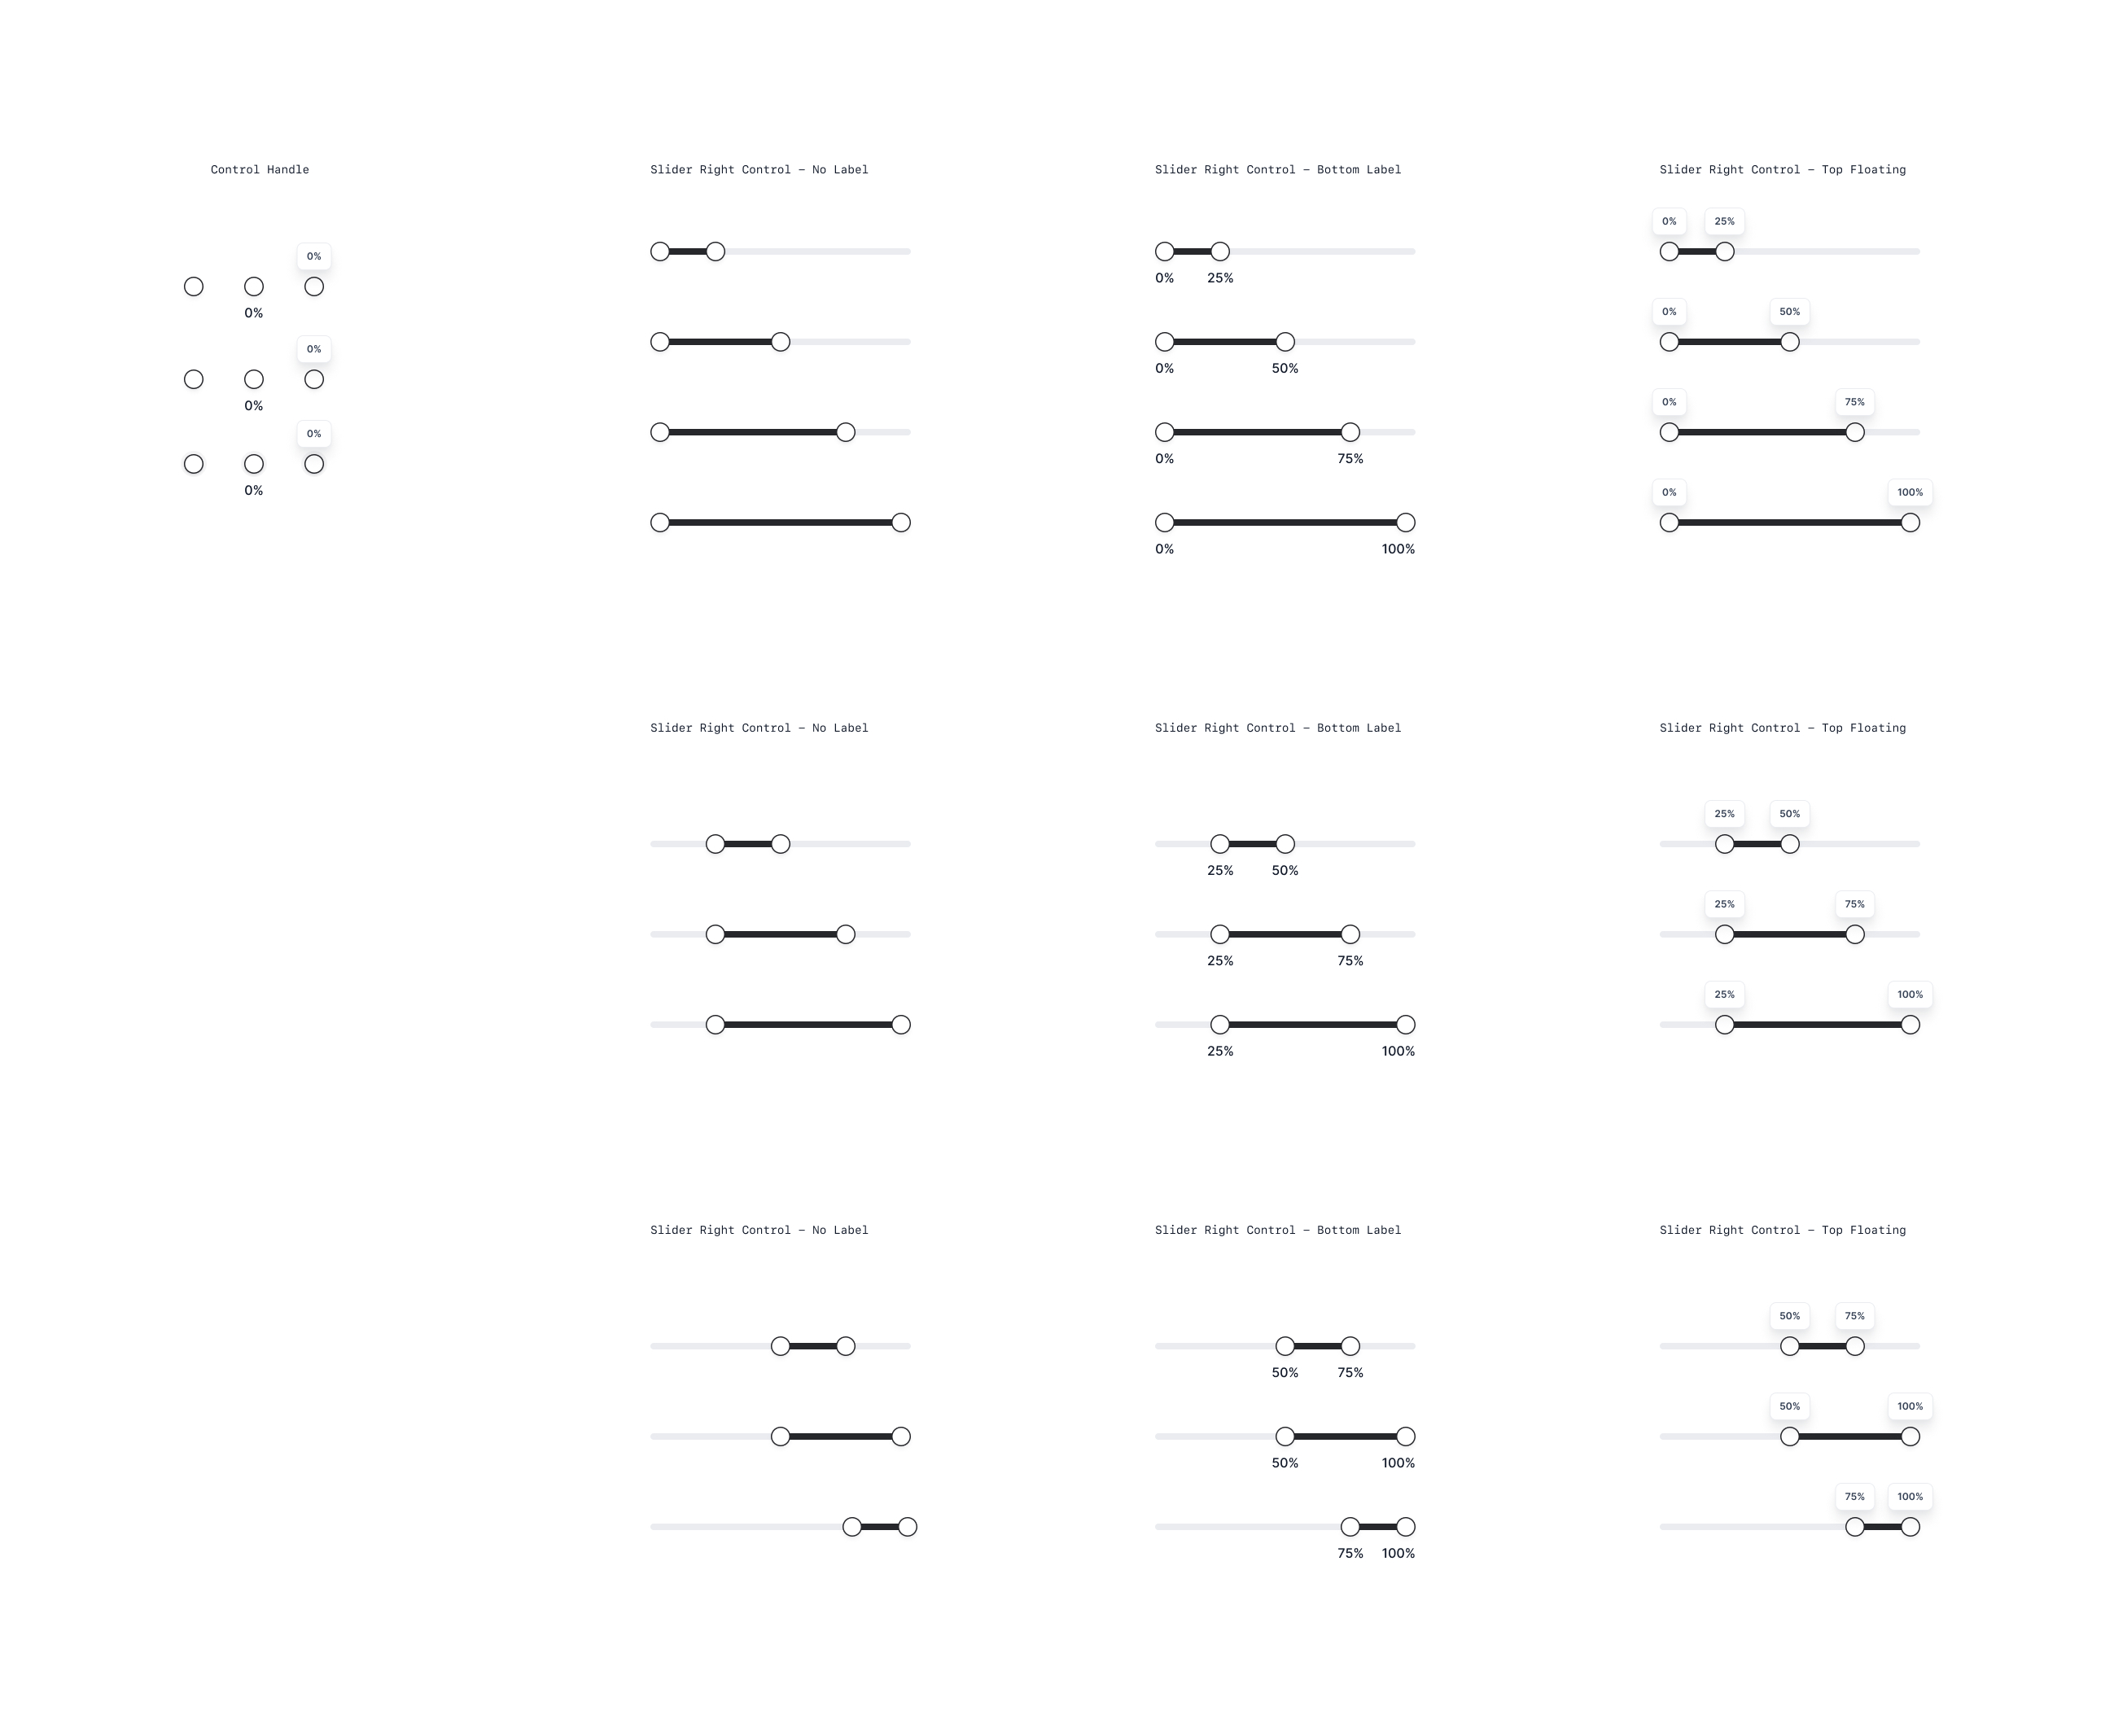 Control Handle
0%
0%
0%
0%
0%
0%
Slider Right Control – No Label
Slider Right Control – Bottom Label
0% 25%
0% 50%
0% 75%
0% 100%
Slider Right Control – Top Floating
0% 25%
0% 50%
0% 75%
0% 100%
Slider Right Control – No Label
Slider Right Control – Bottom Label
25% 50%
25% 75%
25% 100%
Slider Right Control – Top Floating
25% 50%
25% 75%
25% 100%
Slider Right Control – No Label
Slider Right Control – Bottom Label
50% 75%
50% 100%
75% 100%
Slider Right Control – Top Floating
50% 75%
50% 100%
75% 100%